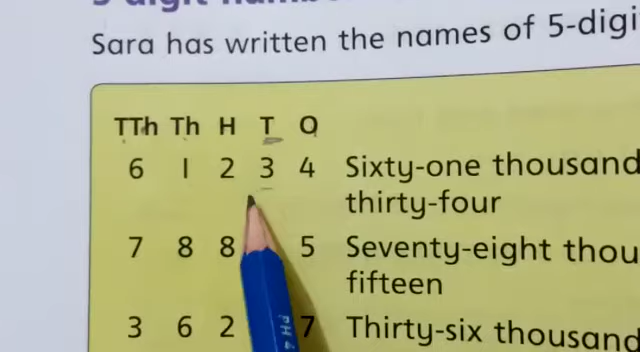 Sara has written the names of 5-digi
TTh Th H T O
6 1 2 3 4 Sixty-one thousand
thirty-four
7 8 8 5 Seventy-eight thou
fifteen
3 6 2 7 Thirty-six thousand